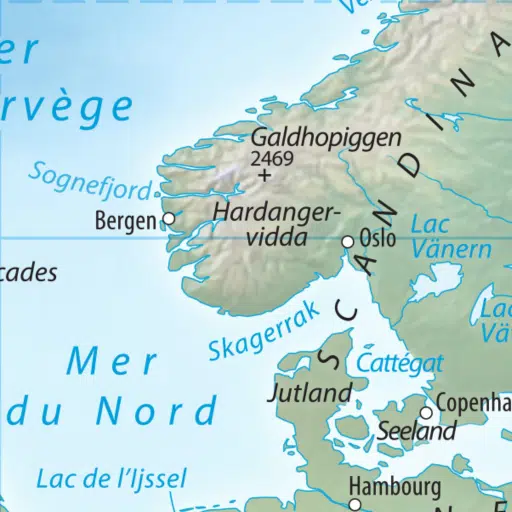 er
rvège
Galdhopiggen
2469
Sognefjord
Bergen
Hardanger-
vidda
Oslo
Lac
Vänern
cades
SCANDINA
Skagerrak
Mer
du Nord
Cattégat
Jutland
Copenha
Seeland
Lac de l'Ijssel
Hambourg